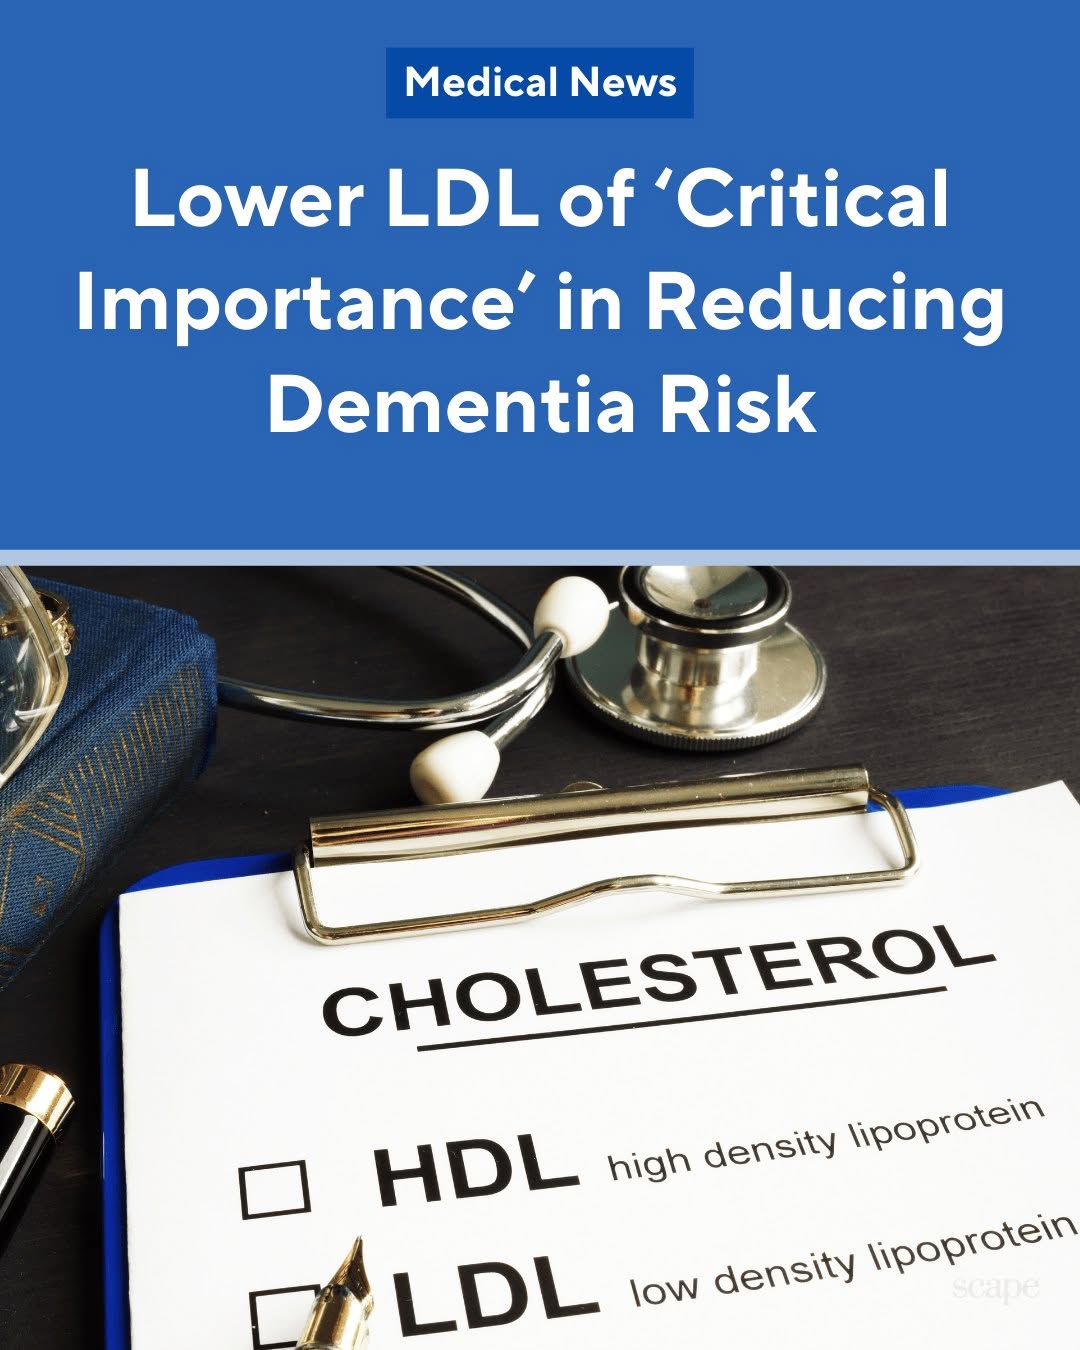 Medical News
Lower LDL of ‘Critical
Importance’ in Reducing
Dementia Risk
CHOLESTEROL
HDL high density lipoprotein
LDL low density lipoprotein
scape